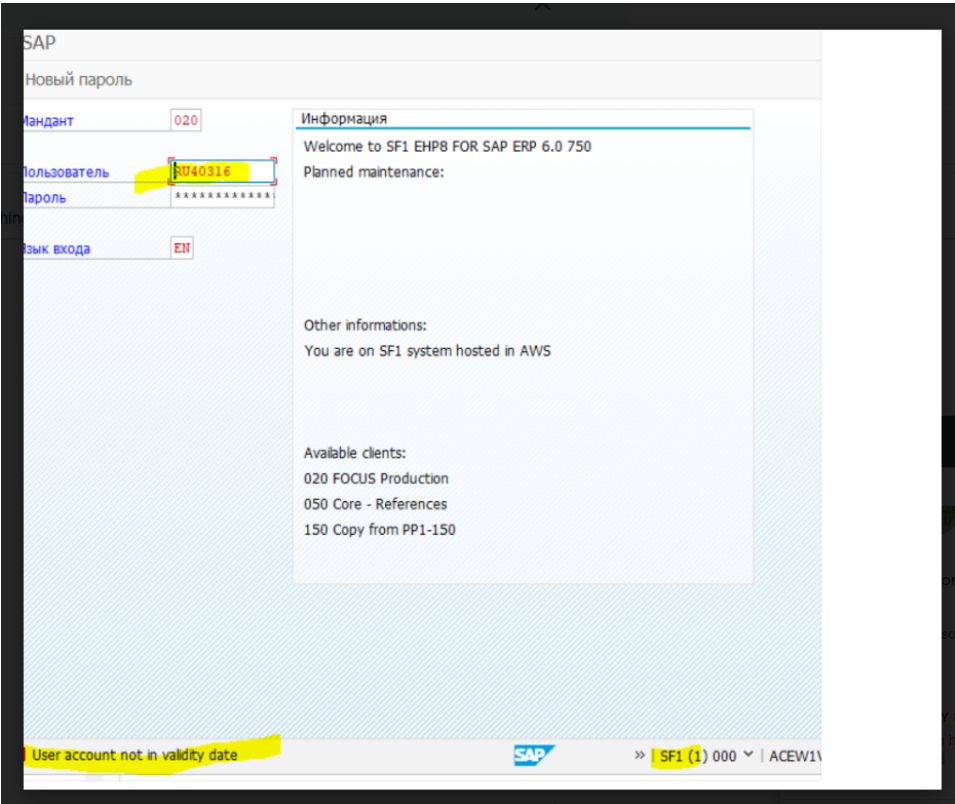 SAP
Новый пароль
Мандант 020
Информация
Welcome to SF1 EHP8 FOR SAP ERP 6.0 750
Пользователь RU40316
Planned maintenance:
Пароль ************
Язык входа EN
Other informations:
You are on SF1 system hosted in AWS
Available clients:
020 FOCUS Production
050 Core - References
150 Copy from PP1-150
User account not in validity date
SAP
» | SF1 (1) 000 | ACEW1V